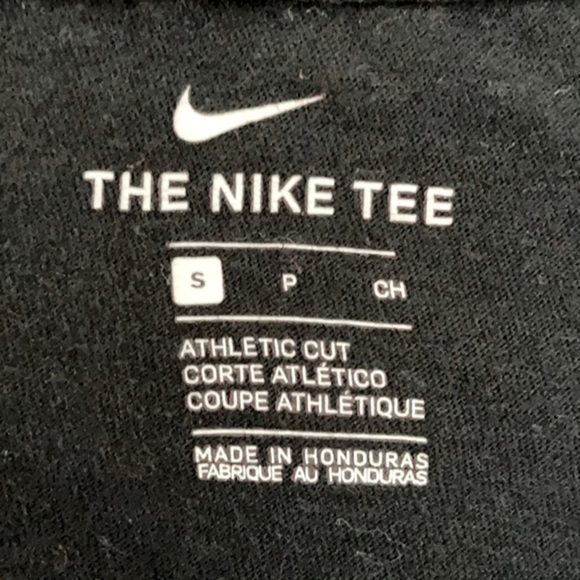 THE NIKE TEE
S P CH
ATHLETIC CUT
CORTE ATLÉTICO
COUPE ATHLÉTIQUE
MADE IN HONDURAS
FABRIQUE AU HONDURAS